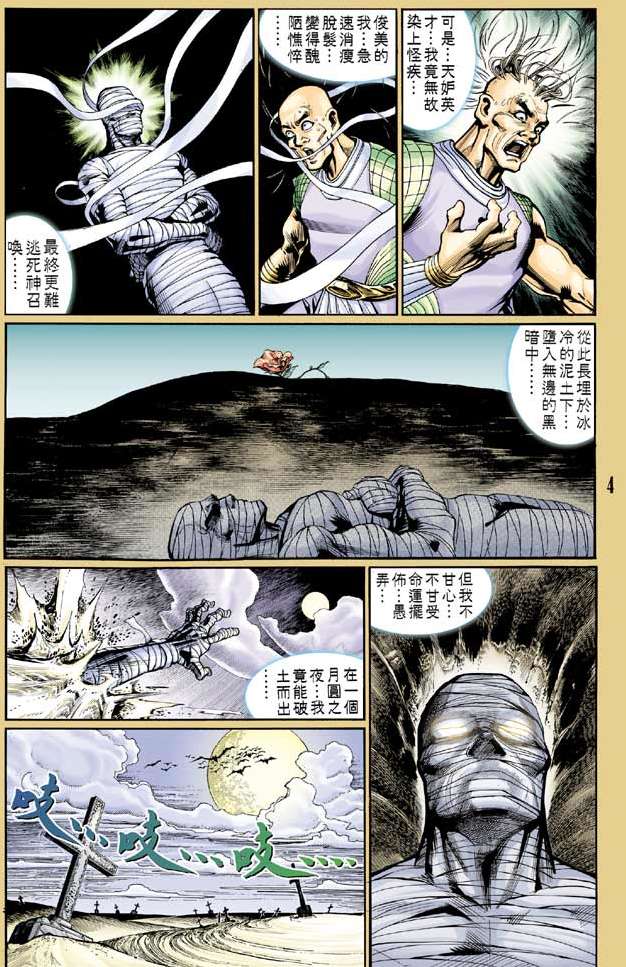 可是…天妒英
才…我竟無故
染上怪疾…
俊美的
我…急
速消瘦
脫髮…
變得醜
陋憔悴
最終更難
逃死神召
喚……
從此長埋於冰
冷的泥土下…
墮入無邊的黑
暗中……
但我不
甘心…
不甘受
命運擺
佈…愚
弄…
在一個
月圓之
夜…我
竟能破
土而出
……
吱…吱…吱……
4